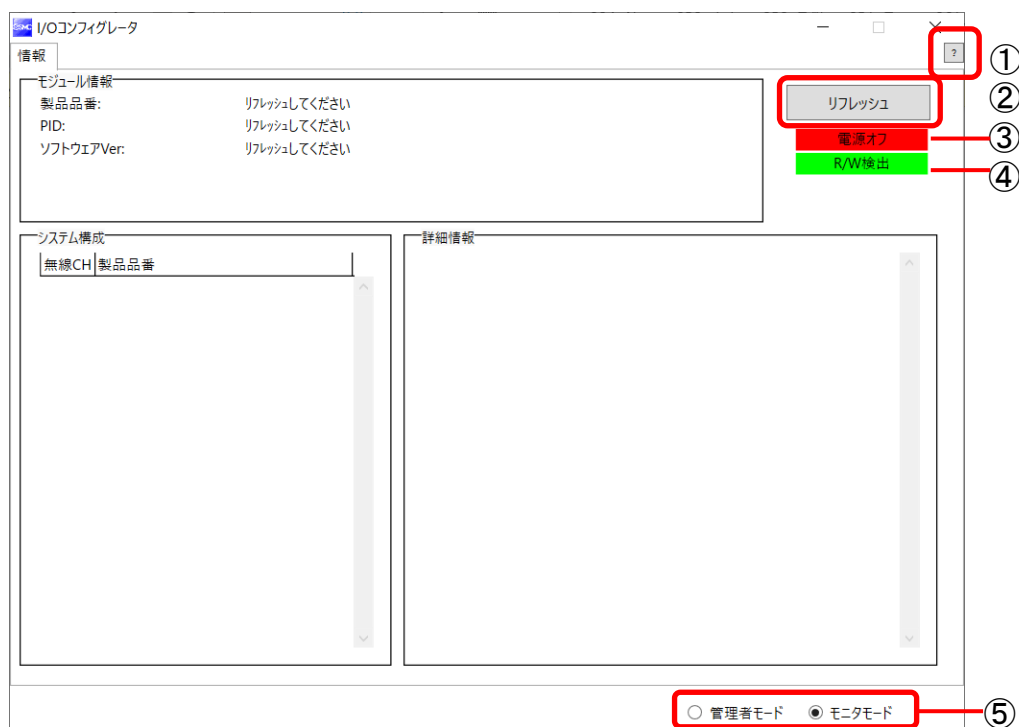 SMC I/Oコンフィグレータ
情報
? ①
モジュール情報
製品品番: リフレッシュしてください
PID: リフレッシュしてください
ソフトウェアVer: リフレッシュしてください
リフレッシュ ②
電源オフ ③
R/W検出 ④
システム構成
無線CH 製品品番
詳細情報
管理者モード モニタモード ⑤